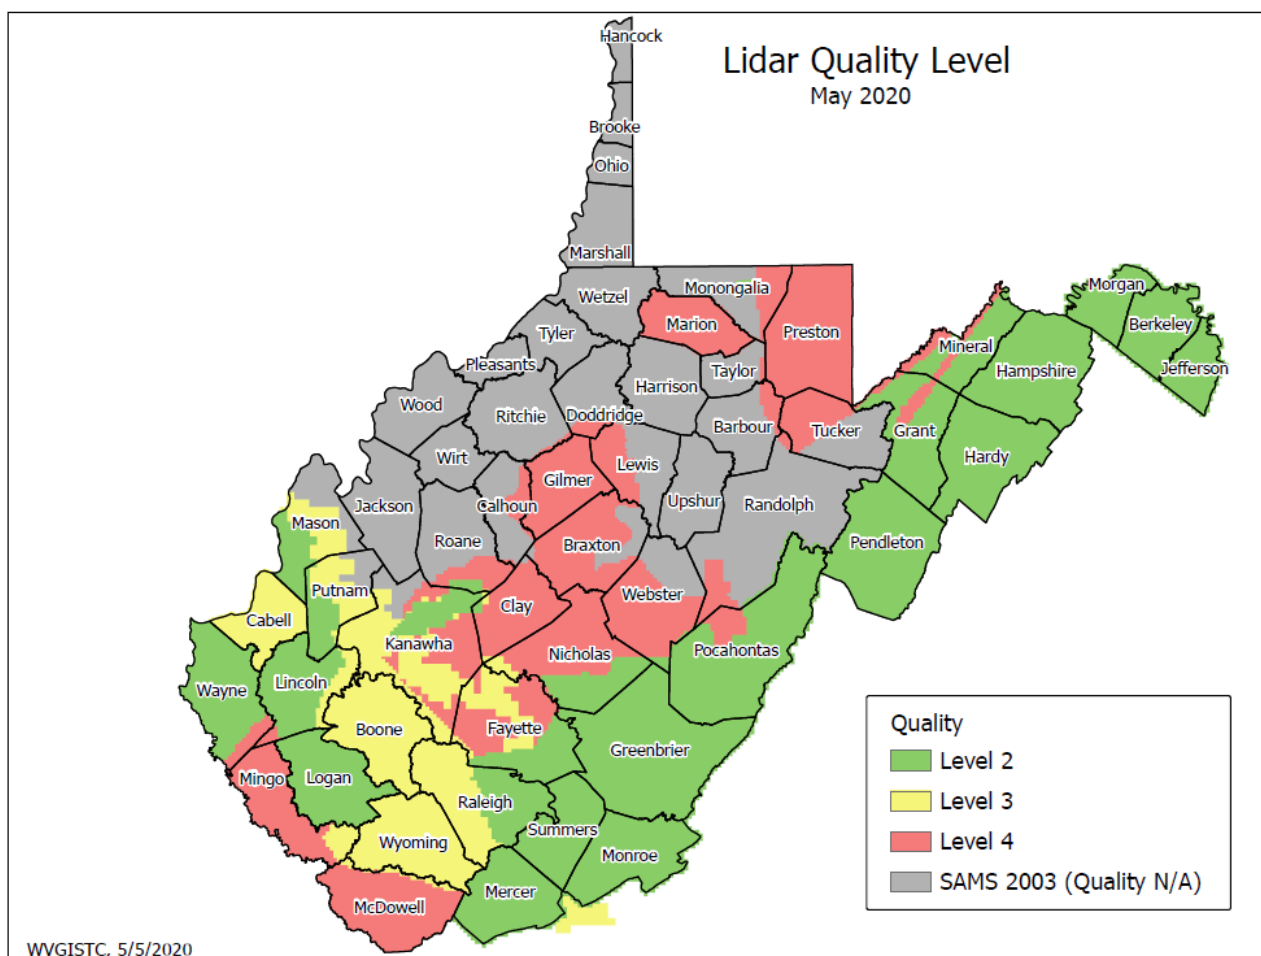 Hancock
Lidar Quality Level
May 2020
Brooke
Ohio
Marshall
Wetzel
Monongalia
Morgan
Marion
Preston
Berkeley
Tyler
Mineral
Pleasants
Taylor
Hampshire
Jefferson
Harrison
Wood
Ritchie
Doddridge
Barbour
Tucker
Grant
Wirt
Lewis
Hardy
Gilmer
Jackson
Calhoun
Upshur
Randolph
Mason
Roane
Braxton
Pendleton
Putnam
Webster
Clay
Cabell
Kanawha
Nicholas
Pocahontas
Lincoln
Wayne
Boone
Fayette
Greenbrier
Mingo
Logan
Raleigh
Summers
Wyoming
Monroe
Mercer
McDowell
Quality
Level 2
Level 3
Level 4
SAMS 2003 (Quality N/A)
WVGISTC, 5/5/2020